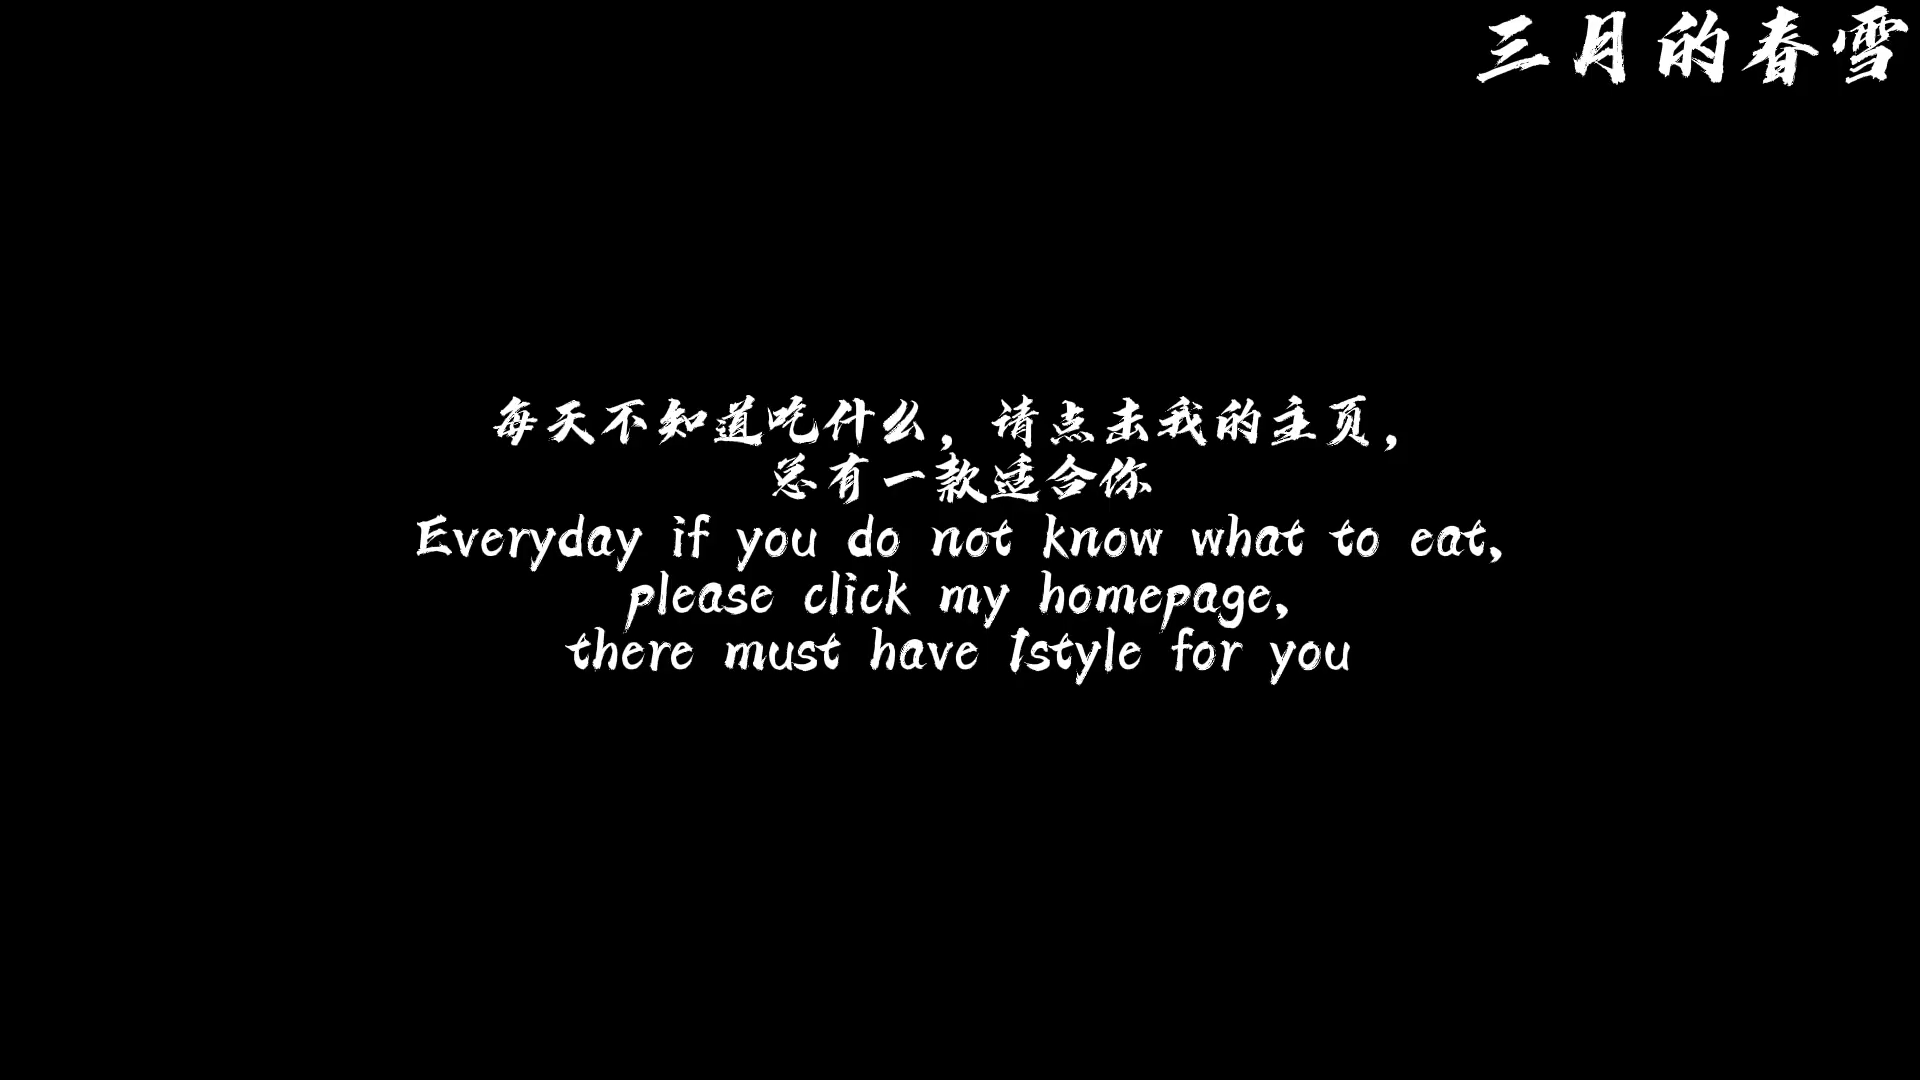 三月的春雪
每天不知道吃什么，请点击我的主页，
总有一款适合你
Everyday if you do not know what to eat,
please click my homepage,
there must have 1style for you